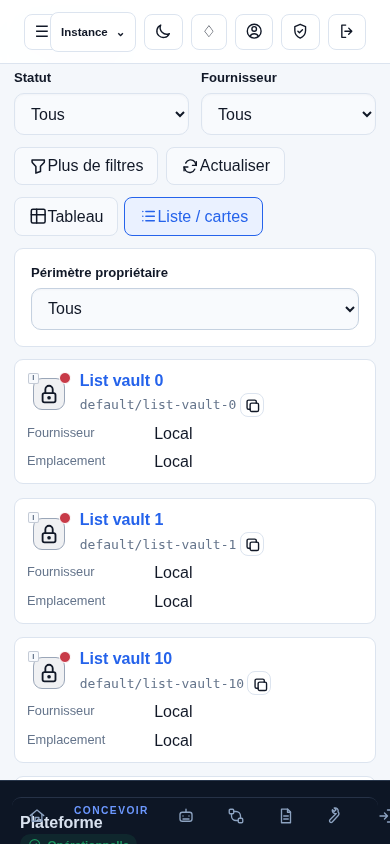 Instance
Statut
Fournisseur
Tous
Tous
Plus de filtres
Actualiser
Tableau
Liste / cartes
Périmètre propriétaire
Tous
I
List vault 0
default/list-vault-0
Fournisseur
Local
Emplacement
Local
I
List vault 1
default/list-vault-1
Fournisseur
Local
Emplacement
Local
I
List vault 10
default/list-vault-10
Fournisseur
Local
Emplacement
Local
CONCEVOIR
Plateforme
Opérationnelle